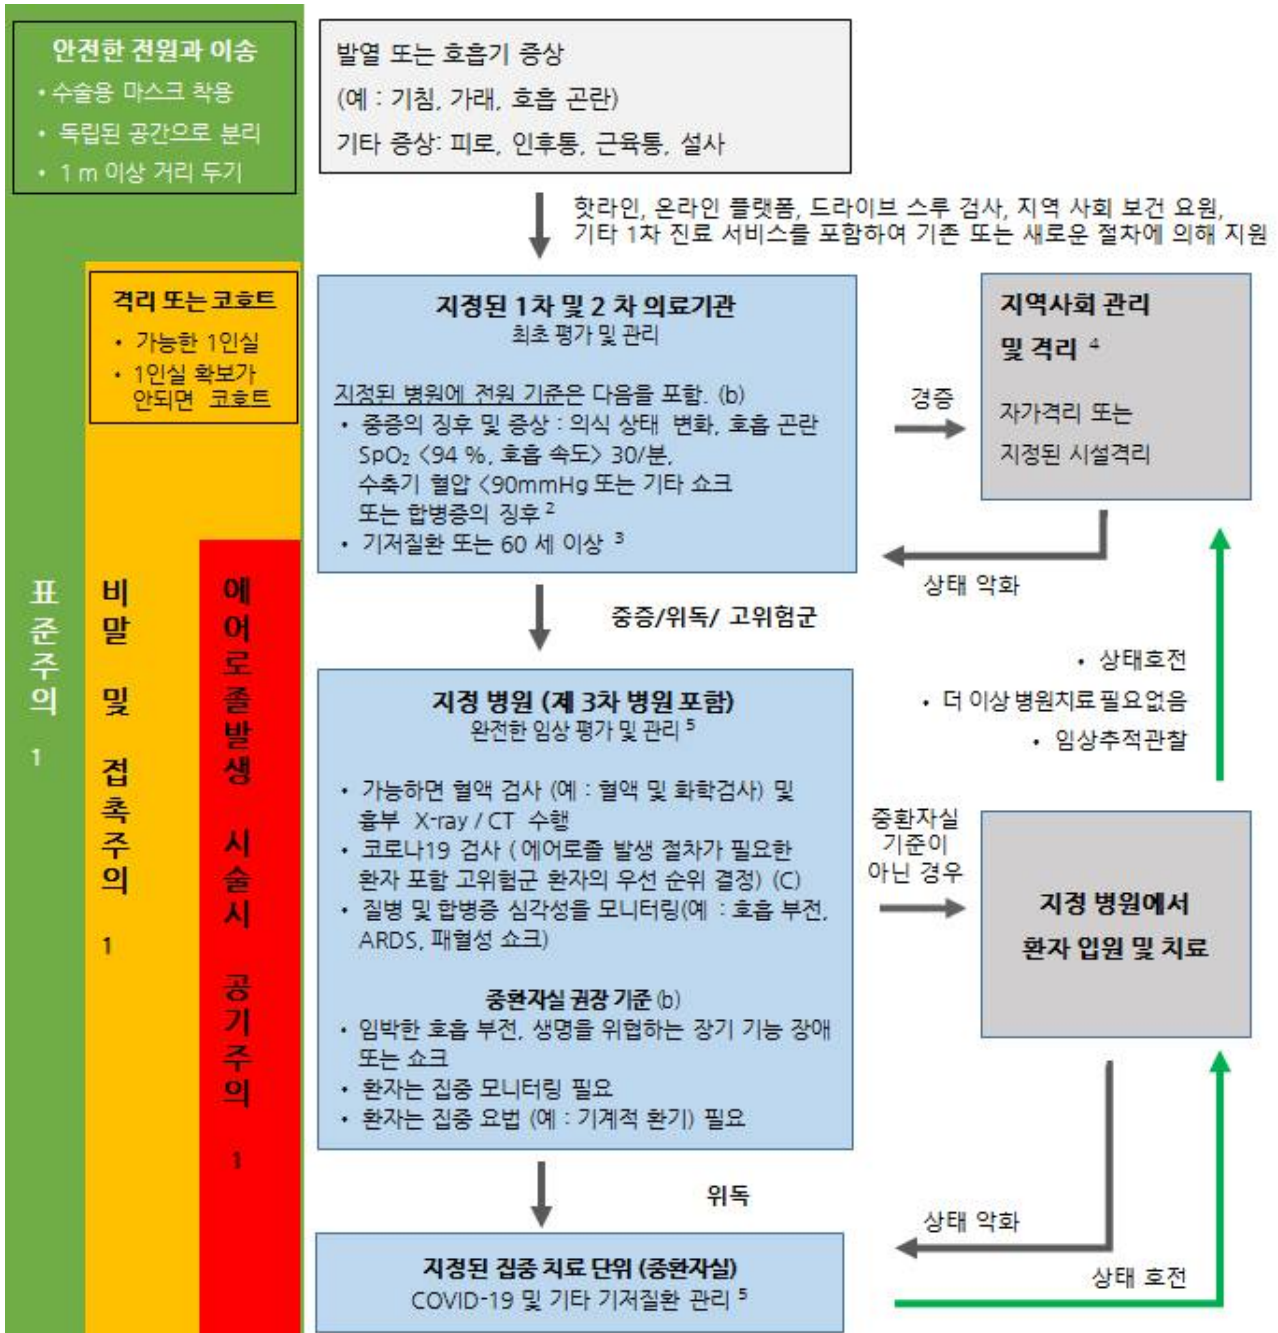 안전한 전원과 이송
• 수술용 마스크 착용
• 독립된 공간으로 분리
• 1 m 이상 거리 두기
발열 또는 호흡기 증상
(예 : 기침, 가래, 호흡 곤란)
기타 증상: 피로, 인후통, 근육통, 설사
핫라인, 온라인 플랫폼, 드라이브 스루 검사, 지역 사회 보건 요원,
기타 1차 진료 서비스를 포함하여 기존 또는 새로운 절차에 의해 지원
격리 또는 코호트
• 가능한 1인실
• 1인실 확보가
안되면 코호트
지정된 1차 및 2 차 의료기관
최초 평가 및 관리
지정된 병원에 전원 기준은 다음을 포함. (b)
• 중증의 징후 및 증상 : 의식 상태 변화, 호흡 곤란
SpO₂ <94 %, 호흡 속도> 30/분,
수축기 혈압 <90mmHg 또는 기타 쇼크
또는 합병증의 징후 ²
• 기저질환 또는 60 세 이상 ³
경증
지역사회 관리
및 격리 ⁴
자가격리 또는
지정된 시설격리
상태 악화
중증/위독/ 고위험군
표준주의 1
비말 및 접촉주의 1
에어로졸발생 시술시 공기주의 1
지정 병원 (제 3차 병원 포함)
완전한 임상 평가 및 관리 ⁵
• 가능하면 혈액 검사 (예 : 혈액 및 화학검사) 및
흉부 X-ray / CT 수행
• 코로나19 검사 ( 에어로졸 발생 절차가 필요한
환자 포함 고위험군 환자의 우선 순위 결정) (C)
• 질병 및 합병증 심각성을 모니터링(예 : 호흡 부전,
ARDS, 패혈성 쇼크)
중환자실 권장 기준 (b)
• 임박한 호흡 부전, 생명을 위협하는 장기 기능 장애
또는 쇼크
• 환자는 집중 모니터링 필요
• 환자는 집중 요법 (예 : 기계적 환기) 필요
• 상태호전
• 더 이상 병원치료 필요없음
• 임상추적관찰
중환자실
기준이
아닌 경우
지정 병원에서
환자 입원 및 치료
위독
상태 악화
상태 호전
지정된 집중 치료 단위 (중환자실)
COVID-19 및 기타 기저질환 관리 ⁵